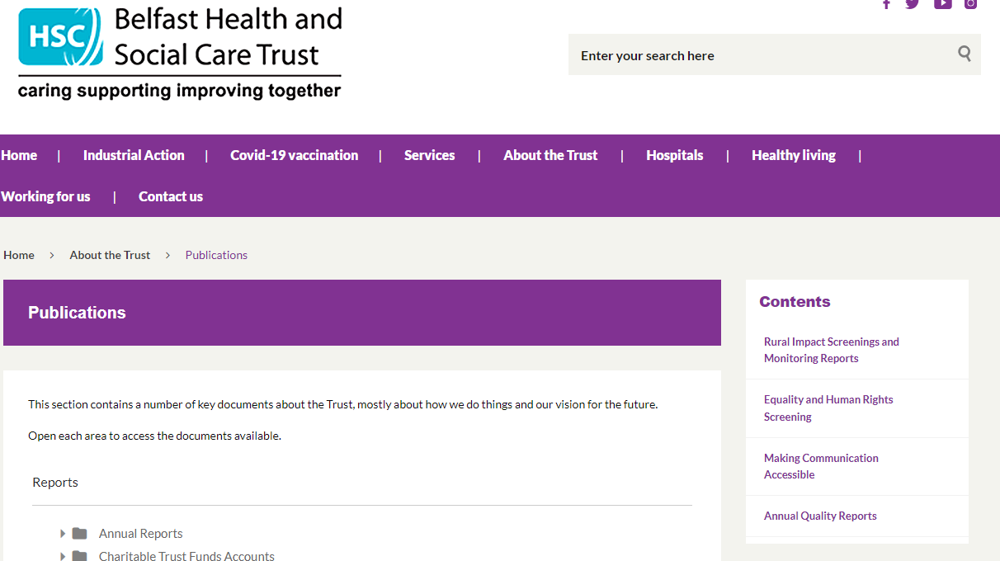 HSC
Belfast Health and
Social Care Trust
caring supporting improving together
Enter your search here
Home | Industrial Action | Covid-19 vaccination | Services | About the Trust | Hospitals | Healthy living |
Working for us | Contact us
Home > About the Trust > Publications
Publications
This section contains a number of key documents about the Trust, mostly about how we do things and our vision for the future.
Open each area to access the documents available.
Reports
Annual Reports
Charitable Trust Funds Accounts
Contents
Rural Impact Screenings and
Monitoring Reports
Equality and Human Rights
Screening
Making Communication
Accessible
Annual Quality Reports